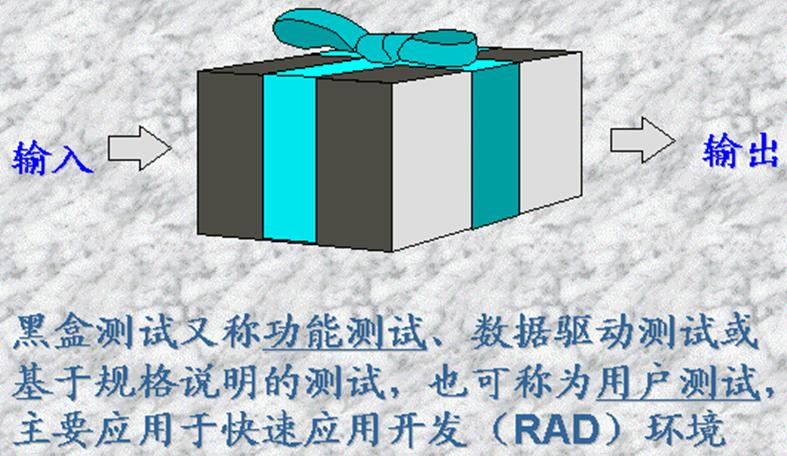 输入
输出
黑盒测试又称功能测试、数据驱动测试或
基于规格说明的测试，也可称为用户测试，
主要应用于快速应用开发（RAD）环境